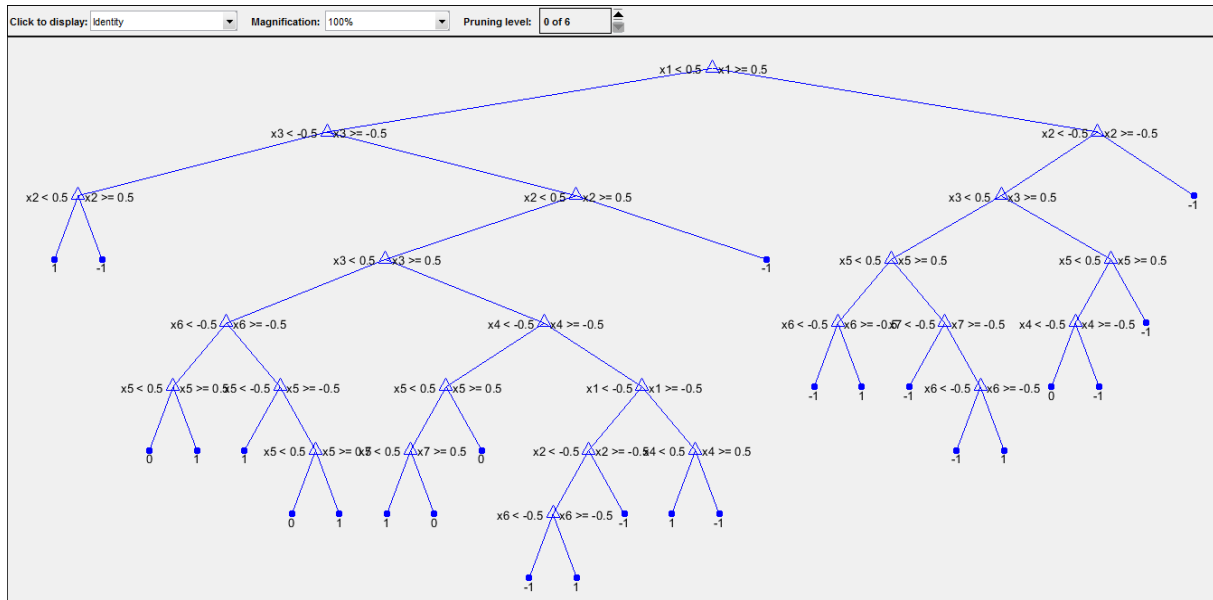 Click to display: Identity Magnification: 100% Pruning level: 0 of 6
x1 < 0.5 x1 >= 0.5
x3 < -0.5 x3 >= -0.5 x2 < -0.5 x2 >= -0.5
x2 < 0.5 x2 >= 0.5 x2 < 0.5 x2 >= 0.5 x3 < 0.5 x3 >= 0.5 -1
1 -1 x3 < 0.5 x3 >= 0.5 -1 x5 < 0.5 x5 >= 0.5 x5 < 0.5 x5 >= 0.5
x6 < -0.5 x6 >= -0.5 x4 < -0.5 x4 >= -0.5 x6 < -0.5 x6 >= -0.5 x7 < -0.5 x7 >= -0.5 x4 < -0.5 x4 >= -0.5 -1
x5 < 0.5 x5 >= 0.5 x5 < -0.5 x5 >= -0.5 x5 < 0.5 x5 >= 0.5 x1 < -0.5 x1 >= -0.5 -1 1 -1 x6 < -0.5 x6 >= -0.5 0 -1
0 1 1 x5 < 0.5 x5 >= 0.5 x7 < 0.5 x7 >= 0.5 0 x2 < -0.5 x2 >= -0.5 x4 < 0.5 x4 >= 0.5 -1 1
0 1 1 0 x6 < -0.5 x6 >= -0.5 -1 1 -1
-1 1